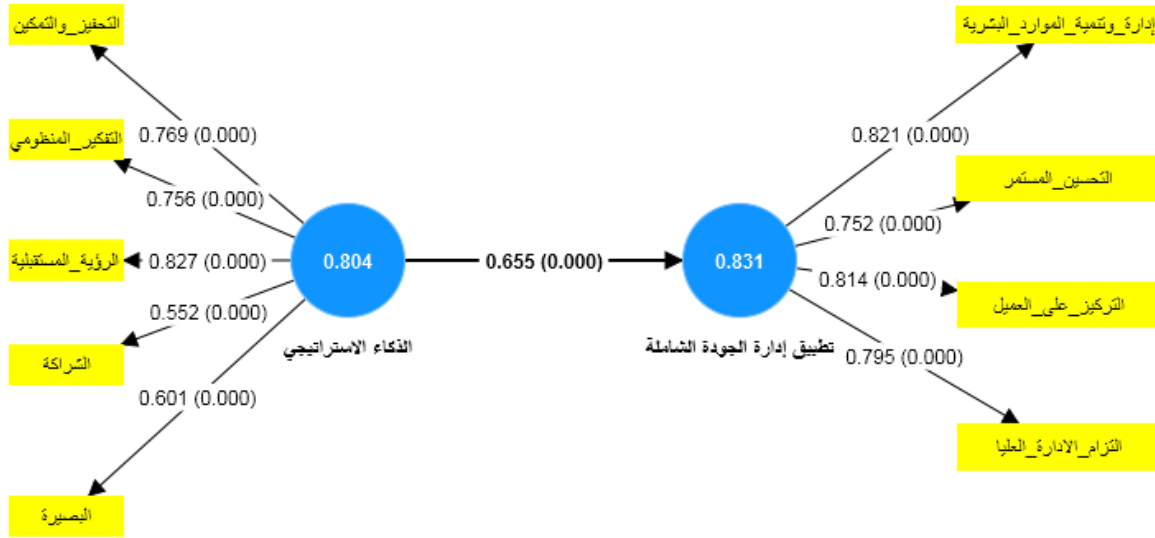 التحفيز_والتمكين
إدارة_وتنمية_الموارد_البشرية
0.769 (0.000)
0.821 (0.000)
التفكير_المنظومي
التحسين_المستمر
0.756 (0.000)
0.752 (0.000)
الرؤية_المستقبلية
0.827 (0.000)
0.804
0.655 (0.000)
0.831
0.814 (0.000)
التركيز_على_العميل
0.552 (0.000)
الذكاء الاستراتيجي
تطبيق إدارة الجودة الشاملة
0.795 (0.000)
الشراكة
0.601 (0.000)
التزام_الادارة_العليا
البصيرة